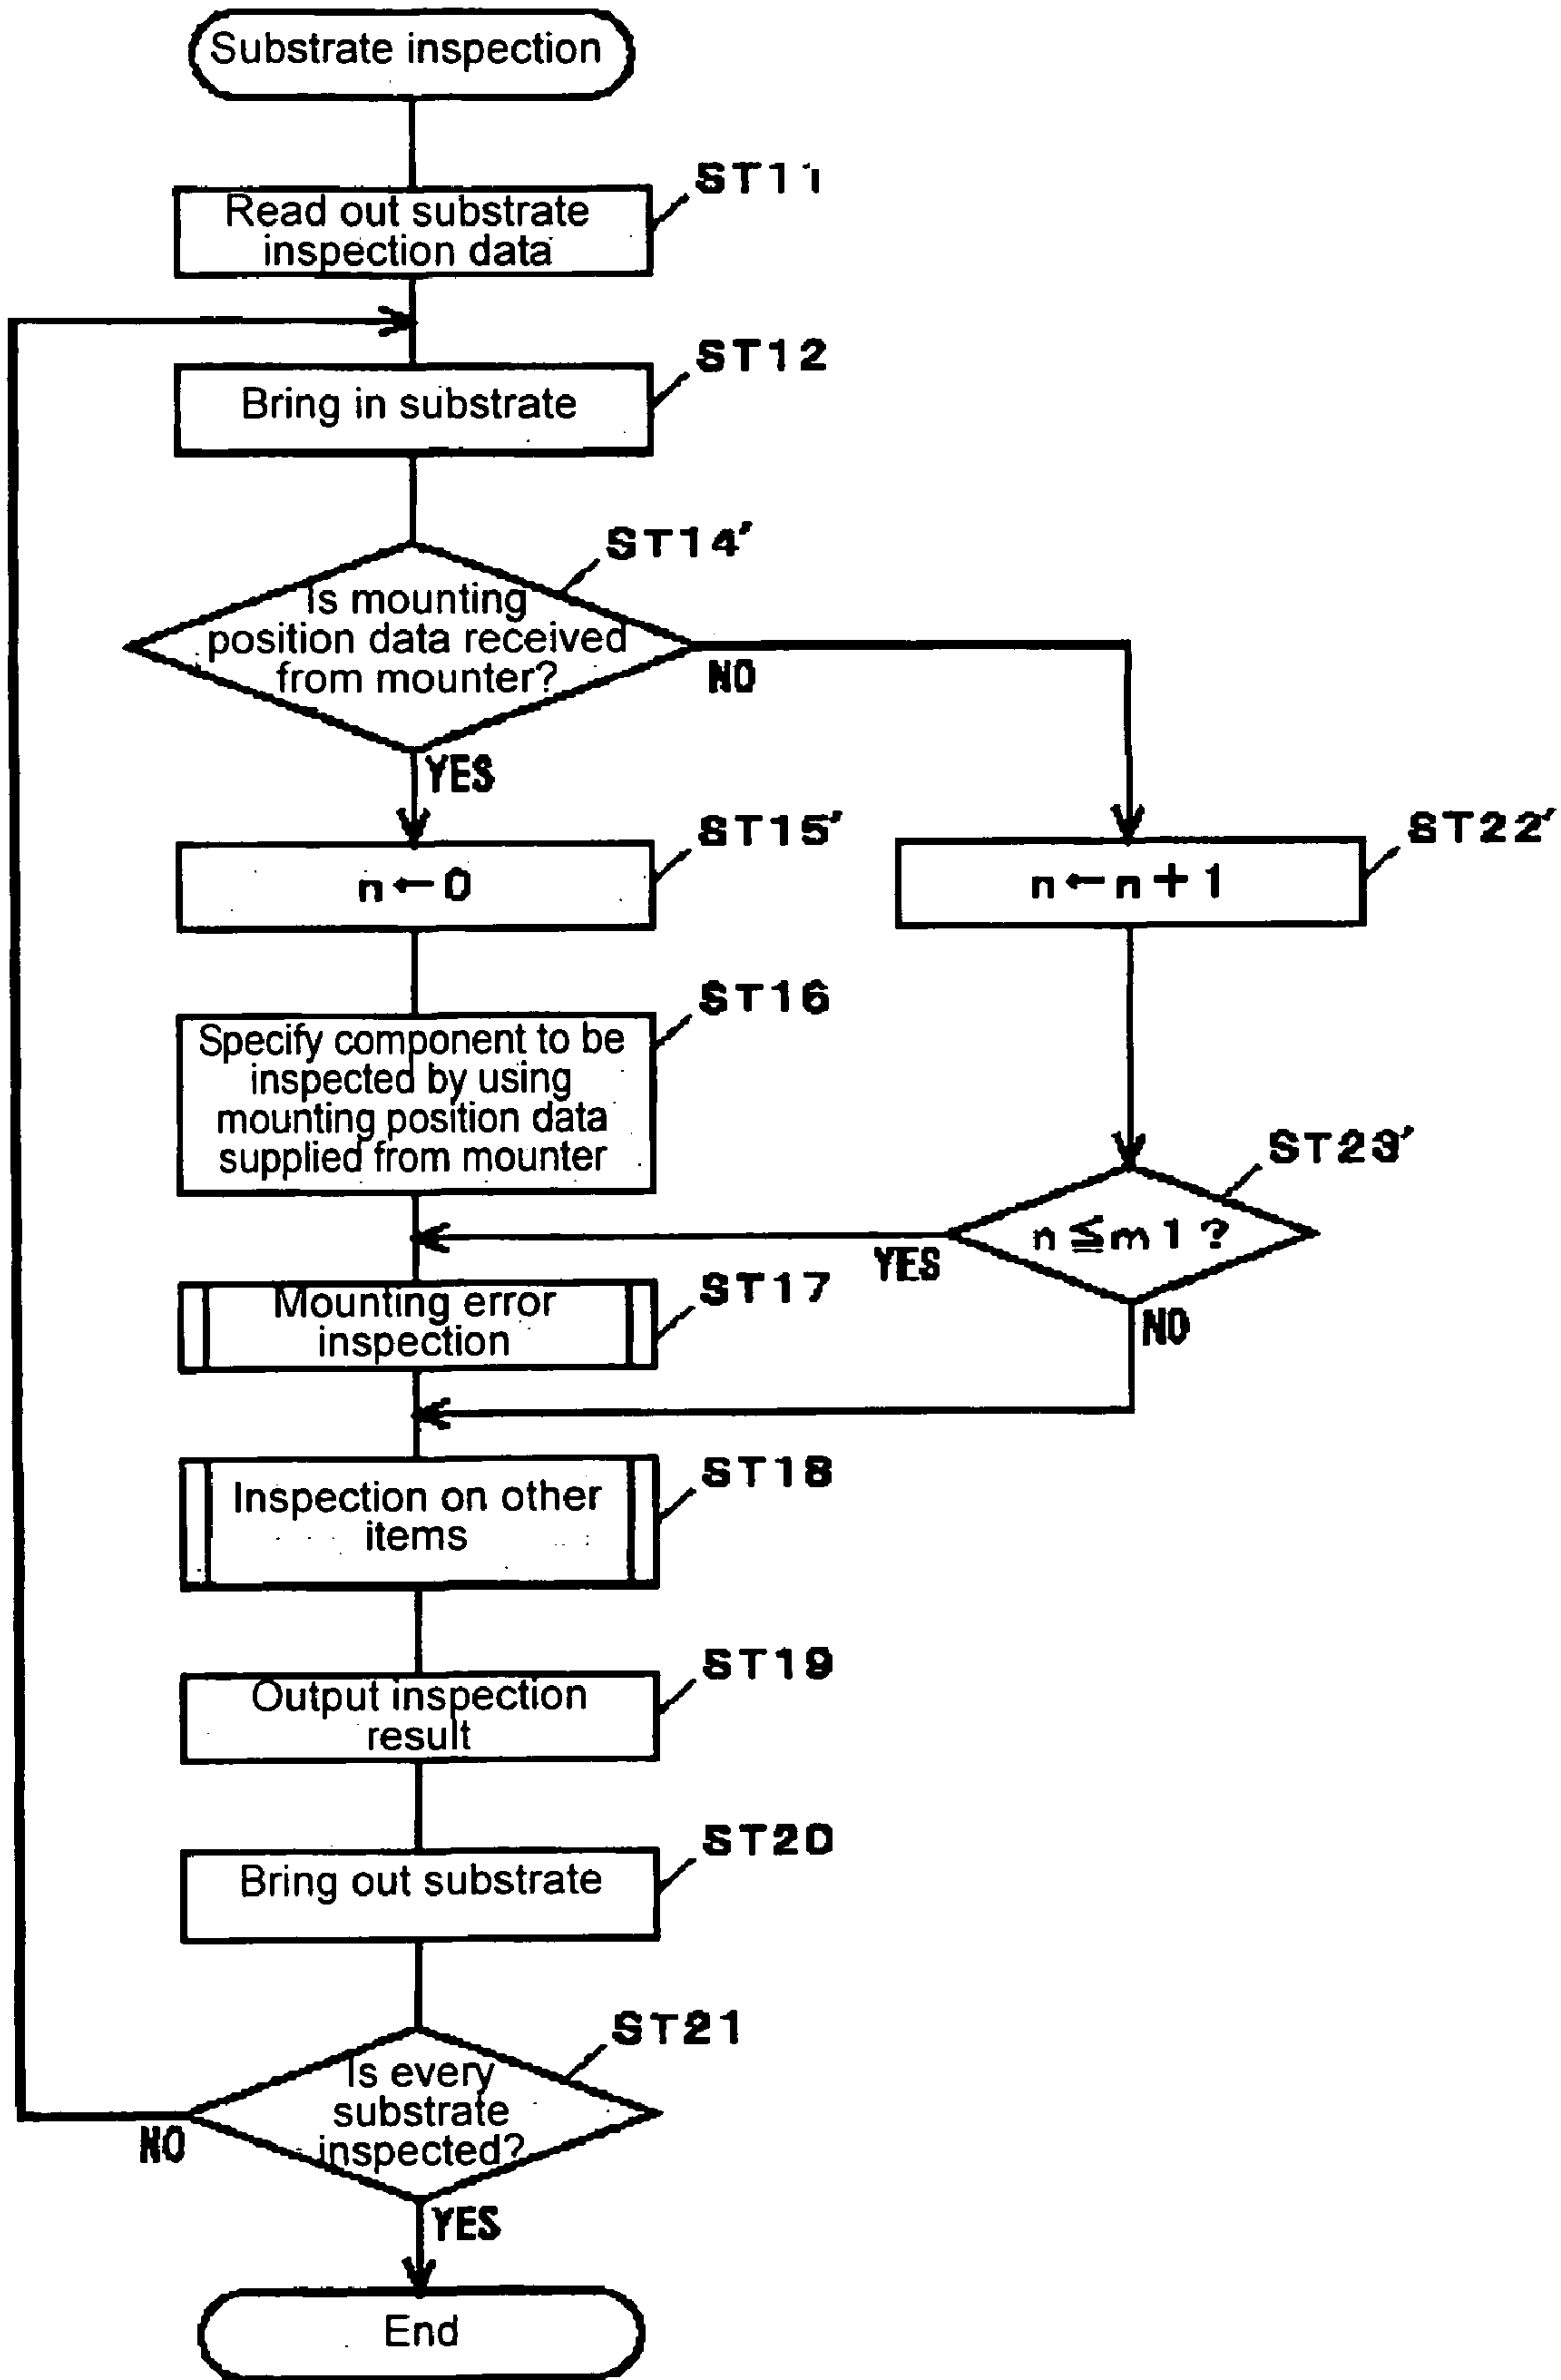 Substrate inspection
ST11
Read out substrate
inspection data
ST12
Bring in substrate
ST14'
Is mounting
position data received
from mounter?
NO
YES
ST15'
n←0
ST22'
n←n+1
ST16
Specify component to be
inspected by using
mounting position data
supplied from mounter
ST23'
n≦m1?
YES
NO
ST17
Mounting error
inspection
ST18
Inspection on other
items
ST19
Output inspection
result
ST20
Bring out substrate
ST21
Is every
substrate
inspected?
NO
YES
End